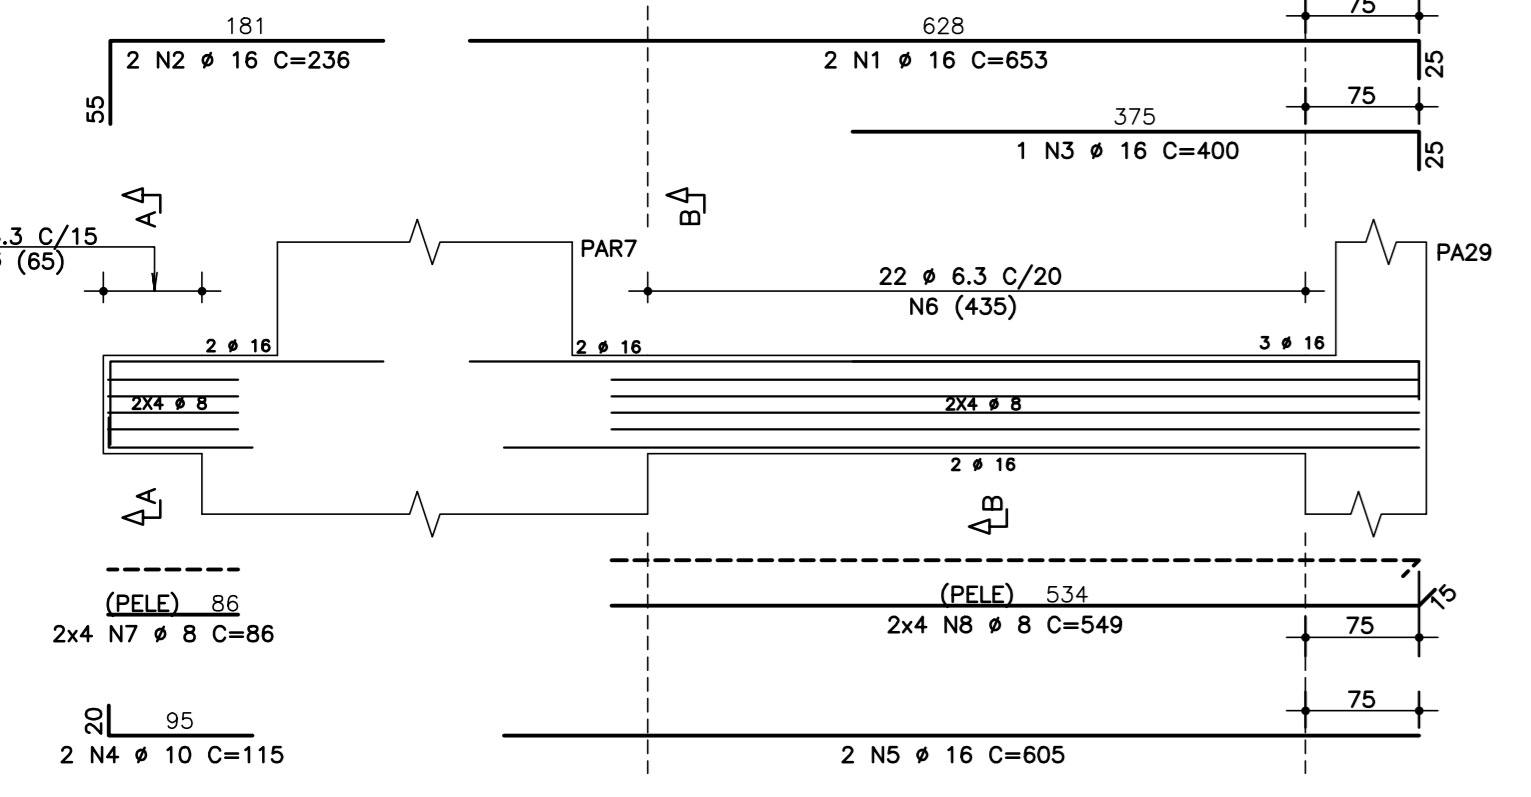 75
181
628
2 N2 ø 16 C=236
2 N1 ø 16 C=653
25
55
75
375
1 N3 ø 16 C=400
25
A
B
.3 C/15
(65)
PAR7
PA29
22 ø 6.3 C/20
N6 (435)
2 ø 16
2 ø 16
3 ø 16
2X4 ø 8
2X4 ø 8
2 ø 16
A
B
(PELE) 86
2x4 N7 ø 8 C=86
(PELE) 534
15
2x4 N8 ø 8 C=549
75
75
20
95
2 N4 ø 10 C=115
2 N5 ø 16 C=605